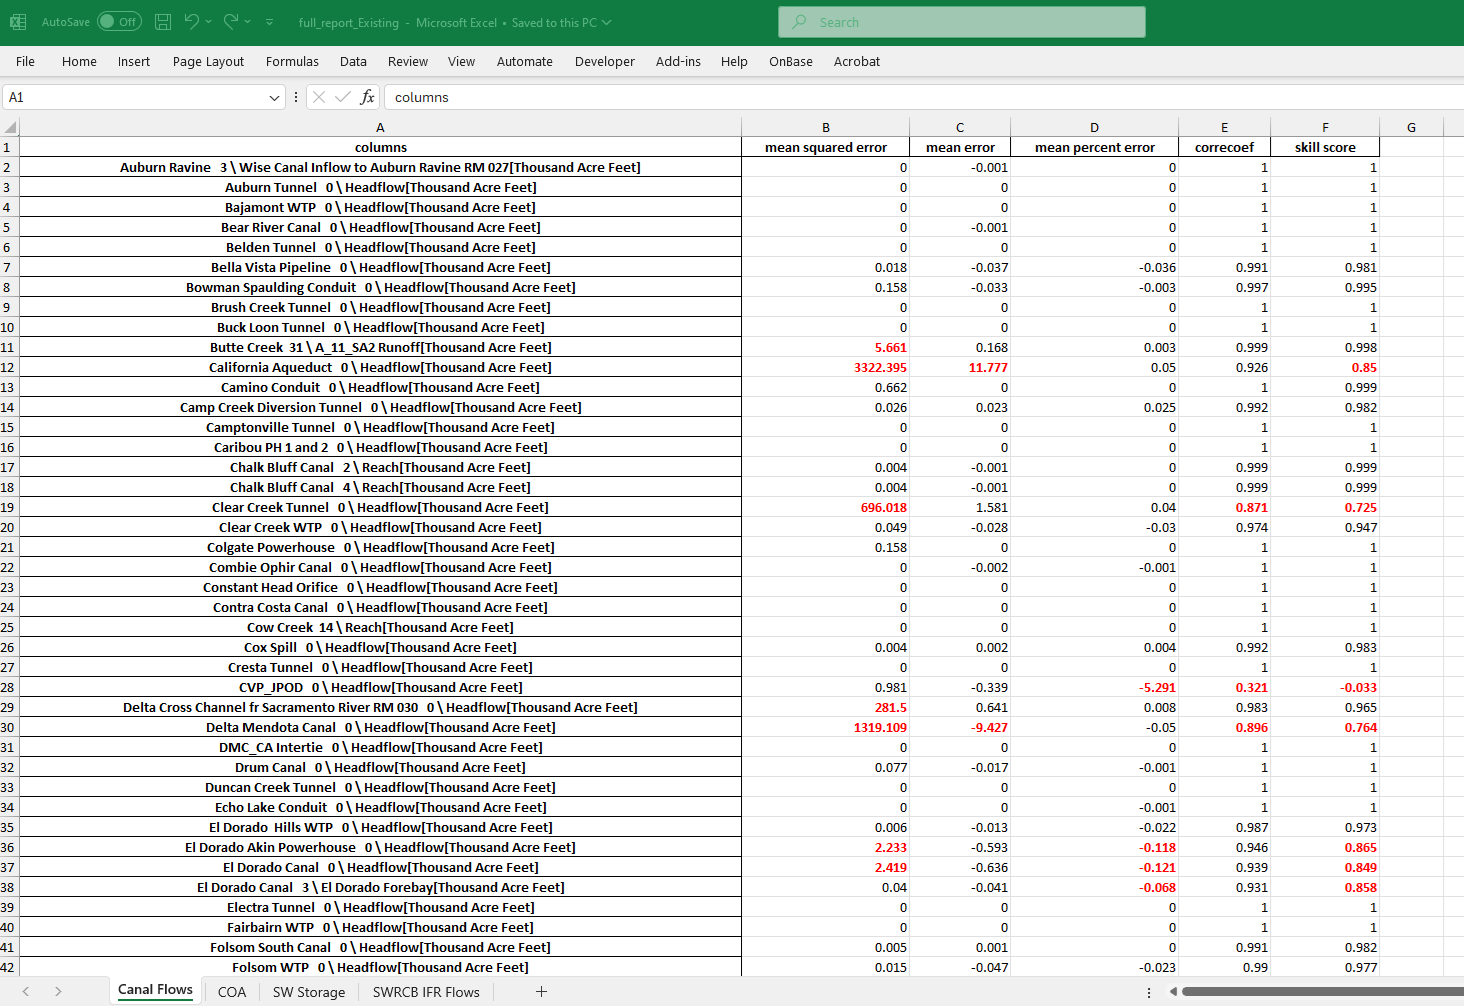 AutoSave Off full_report_Existing - Microsoft Excel • Saved to this PC Search
File Home Insert Page Layout Formulas Data Review View Automate Developer Add-ins Help OnBase Acrobat
A1 fx columns
A B C D E F G
1 columns mean squared error mean error mean percent error correcoef skill score
2 Auburn Ravine 3 \ Wise Canal Inflow to Auburn Ravine RM 027[Thousand Acre Feet] 0 -0.001 0 1 1
3 Auburn Tunnel 0 \ Headflow[Thousand Acre Feet] 0 0 0 1 1
4 Bajamont WTP 0 \ Headflow[Thousand Acre Feet] 0 0 0 1 1
5 Bear River Canal 0 \ Headflow[Thousand Acre Feet] 0 -0.001 0 1 1
6 Belden Tunnel 0 \ Headflow[Thousand Acre Feet] 0 0 0 1 1
7 Bella Vista Pipeline 0 \ Headflow[Thousand Acre Feet] 0.018 -0.037 -0.036 0.991 0.981
8 Bowman Spaulding Conduit 0 \ Headflow[Thousand Acre Feet] 0.158 -0.033 -0.003 0.997 0.995
9 Brush Creek Tunnel 0 \ Headflow[Thousand Acre Feet] 0 0 0 1 1
10 Buck Loon Tunnel 0 \ Headflow[Thousand Acre Feet] 0 0 0 1 1
11 Butte Creek 31 \ A_11_SA2 Runoff[Thousand Acre Feet] 5.661 0.168 0.003 0.999 0.998
12 California Aqueduct 0 \ Headflow[Thousand Acre Feet] 3322.395 11.777 0.05 0.926 0.85
13 Camino Conduit 0 \ Headflow[Thousand Acre Feet] 0.662 0 0 1 0.999
14 Camp Creek Diversion Tunnel 0 \ Headflow[Thousand Acre Feet] 0.026 0.023 0.025 0.992 0.982
15 Camptonville Tunnel 0 \ Headflow[Thousand Acre Feet] 0 0 0 1 1
16 Caribou PH 1 and 2 0 \ Headflow[Thousand Acre Feet] 0 0 0 1 1
17 Chalk Bluff Canal 2 \ Reach[Thousand Acre Feet] 0.004 -0.001 0 0.999 0.999
18 Chalk Bluff Canal 4 \ Reach[Thousand Acre Feet] 0.004 -0.001 0 0.999 0.999
19 Clear Creek Tunnel 0 \ Headflow[Thousand Acre Feet] 696.018 1.581 0.04 0.871 0.725
20 Clear Creek WTP 0 \ Headflow[Thousand Acre Feet] 0.049 -0.028 -0.03 0.974 0.947
21 Colgate Powerhouse 0 \ Headflow[Thousand Acre Feet] 0.158 0 0 1 1
22 Combie Ophir Canal 0 \ Headflow[Thousand Acre Feet] 0 -0.002 -0.001 1 1
23 Constant Head Orifice 0 \ Headflow[Thousand Acre Feet] 0 0 0 1 1
24 Contra Costa Canal 0 \ Headflow[Thousand Acre Feet] 0 0 0 1 1
25 Cow Creek 14 \ Reach[Thousand Acre Feet] 0 0 0 1 1
26 Cox Spill 0 \ Headflow[Thousand Acre Feet] 0.004 0.002 0.004 0.992 0.983
27 Cresta Tunnel 0 \ Headflow[Thousand Acre Feet] 0 0 0 1 1
28 CVP_JPOD 0 \ Headflow[Thousand Acre Feet] 0.981 -0.339 -5.291 0.321 -0.033
29 Delta Cross Channel fr Sacramento River RM 030 0 \ Headflow[Thousand Acre Feet] 281.5 0.641 0.008 0.983 0.965
30 Delta Mendota Canal 0 \ Headflow[Thousand Acre Feet] 1319.109 -9.427 -0.05 0.896 0.764
31 DMC_CA Intertie 0 \ Headflow[Thousand Acre Feet] 0 0 0 1 1
32 Drum Canal 0 \ Headflow[Thousand Acre Feet] 0.077 -0.017 -0.001 1 1
33 Duncan Creek Tunnel 0 \ Headflow[Thousand Acre Feet] 0 0 0 1 1
34 Echo Lake Conduit 0 \ Headflow[Thousand Acre Feet] 0 0 -0.001 1 1
35 El Dorado Hills WTP 0 \ Headflow[Thousand Acre Feet] 0.006 -0.013 -0.022 0.987 0.973
36 El Dorado Akin Powerhouse 0 \ Headflow[Thousand Acre Feet] 2.233 -0.593 -0.118 0.946 0.865
37 El Dorado Canal 0 \ Headflow[Thousand Acre Feet] 2.419 -0.636 -0.121 0.939 0.849
38 El Dorado Canal 3 \ El Dorado Forebay[Thousand Acre Feet] 0.04 -0.041 -0.068 0.931 0.858
39 Electra Tunnel 0 \ Headflow[Thousand Acre Feet] 0 0 0 1 1
40 Fairbairn WTP 0 \ Headflow[Thousand Acre Feet] 0 0 0 1 1
41 Folsom South Canal 0 \ Headflow[Thousand Acre Feet] 0.005 0.001 0 0.991 0.982
42 Folsom WTP 0 \ Headflow[Thousand Acre Feet] 0.015 -0.047 -0.023 0.99 0.977
Canal Flows COA SW Storage SWRCB IFR Flows